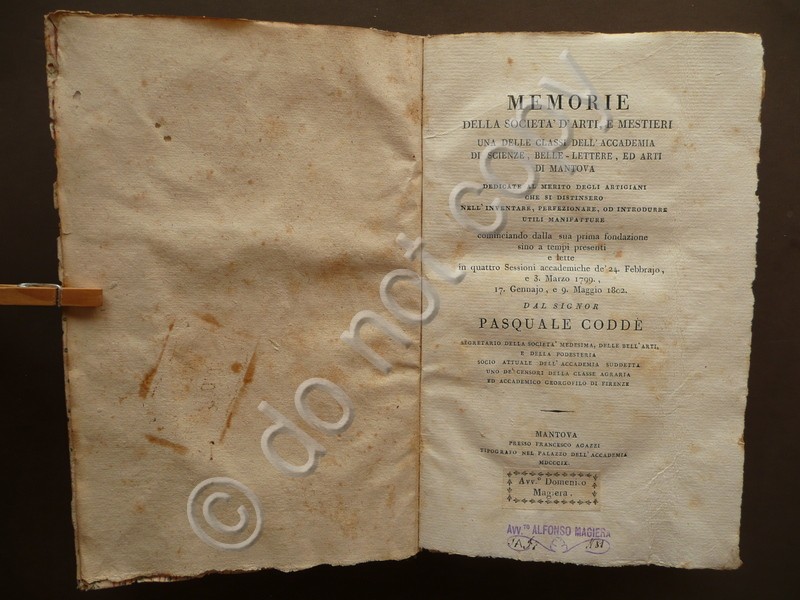 MEMORIE
DELLA SOCIETA' D'ARTI, E MESTIERI
UNA DELLE CLASSI DELL'ACCADEMIA
DI SCIENZE, BELLE-LETTERE, ED ARTI
DI MANTOVA
DEDICATE AL MERITO DEGLI ARTIGIANI
CHE SI DISTINSERO
NELL'INVENTARE, PERFEZIONARE, OD INTRODURRE
UTILI MANIFATTURE
cominciando dalla sua prima fondazione
sino a tempi presenti
e lette
in quattro Sessioni accademiche de' 24. Febbrajo,
e 3. Marzo 1799.,
17. Gennajo, e 9. Maggio 1802.
DAL SIGNOR
PASQUALE CODDÈ
SEGRETARIO DELLA SOCIETA' MEDESIMA, DELLE BELL'ARTI,
E DELLA PODESTERIA
SOCIO ATTUALE DELL'ACCADEMIA SUDDETTA
UNO DE' CENSORI DELLA CLASSE AGRARIA
ED ACCADEMICO GEORGOFILO DI FIRENZE
MANTOVA
PRESSO FRANCESCO AGAZZI
TIPOGRAFO NEL PALAZZO DELL'ACCADEMIA
MDCCCIX.
Avv.º Domenico
Magiera.
AVV.TO ALFONSO MAGIERA
© do not copy